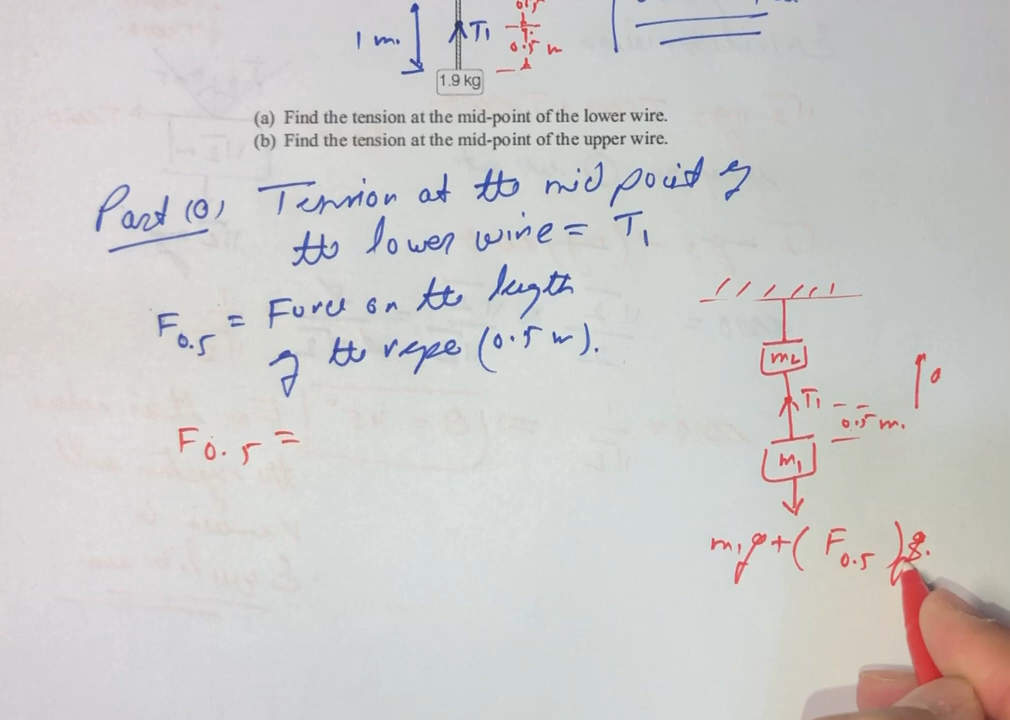 1 m.
T1
0.5 m
1.9 kg
(a) Find the tension at the mid-point of the lower wire.
(b) Find the tension at the mid-point of the upper wire.
Part (a), Tension at the mid point of
the lower wire = T1
F0.5 = Force on the length
of the rope (0.5 m).
F0.5 =
m2
T1
0.5 m.
a
m1
m1g + ( F0.5 ) g.